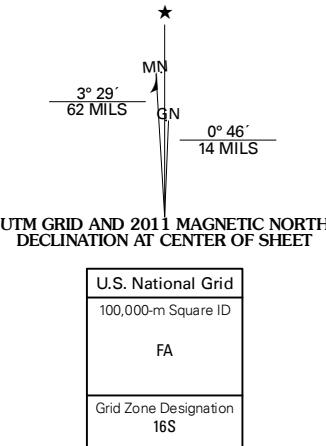 ★
MN
3° 29´
62 MILS
GN
0° 46´
14 MILS
UTM GRID AND 2011 MAGNETIC NORTH
DECLINATION AT CENTER OF SHEET
U.S. National Grid
100,000-m Square ID
FA
Grid Zone Designation
16S